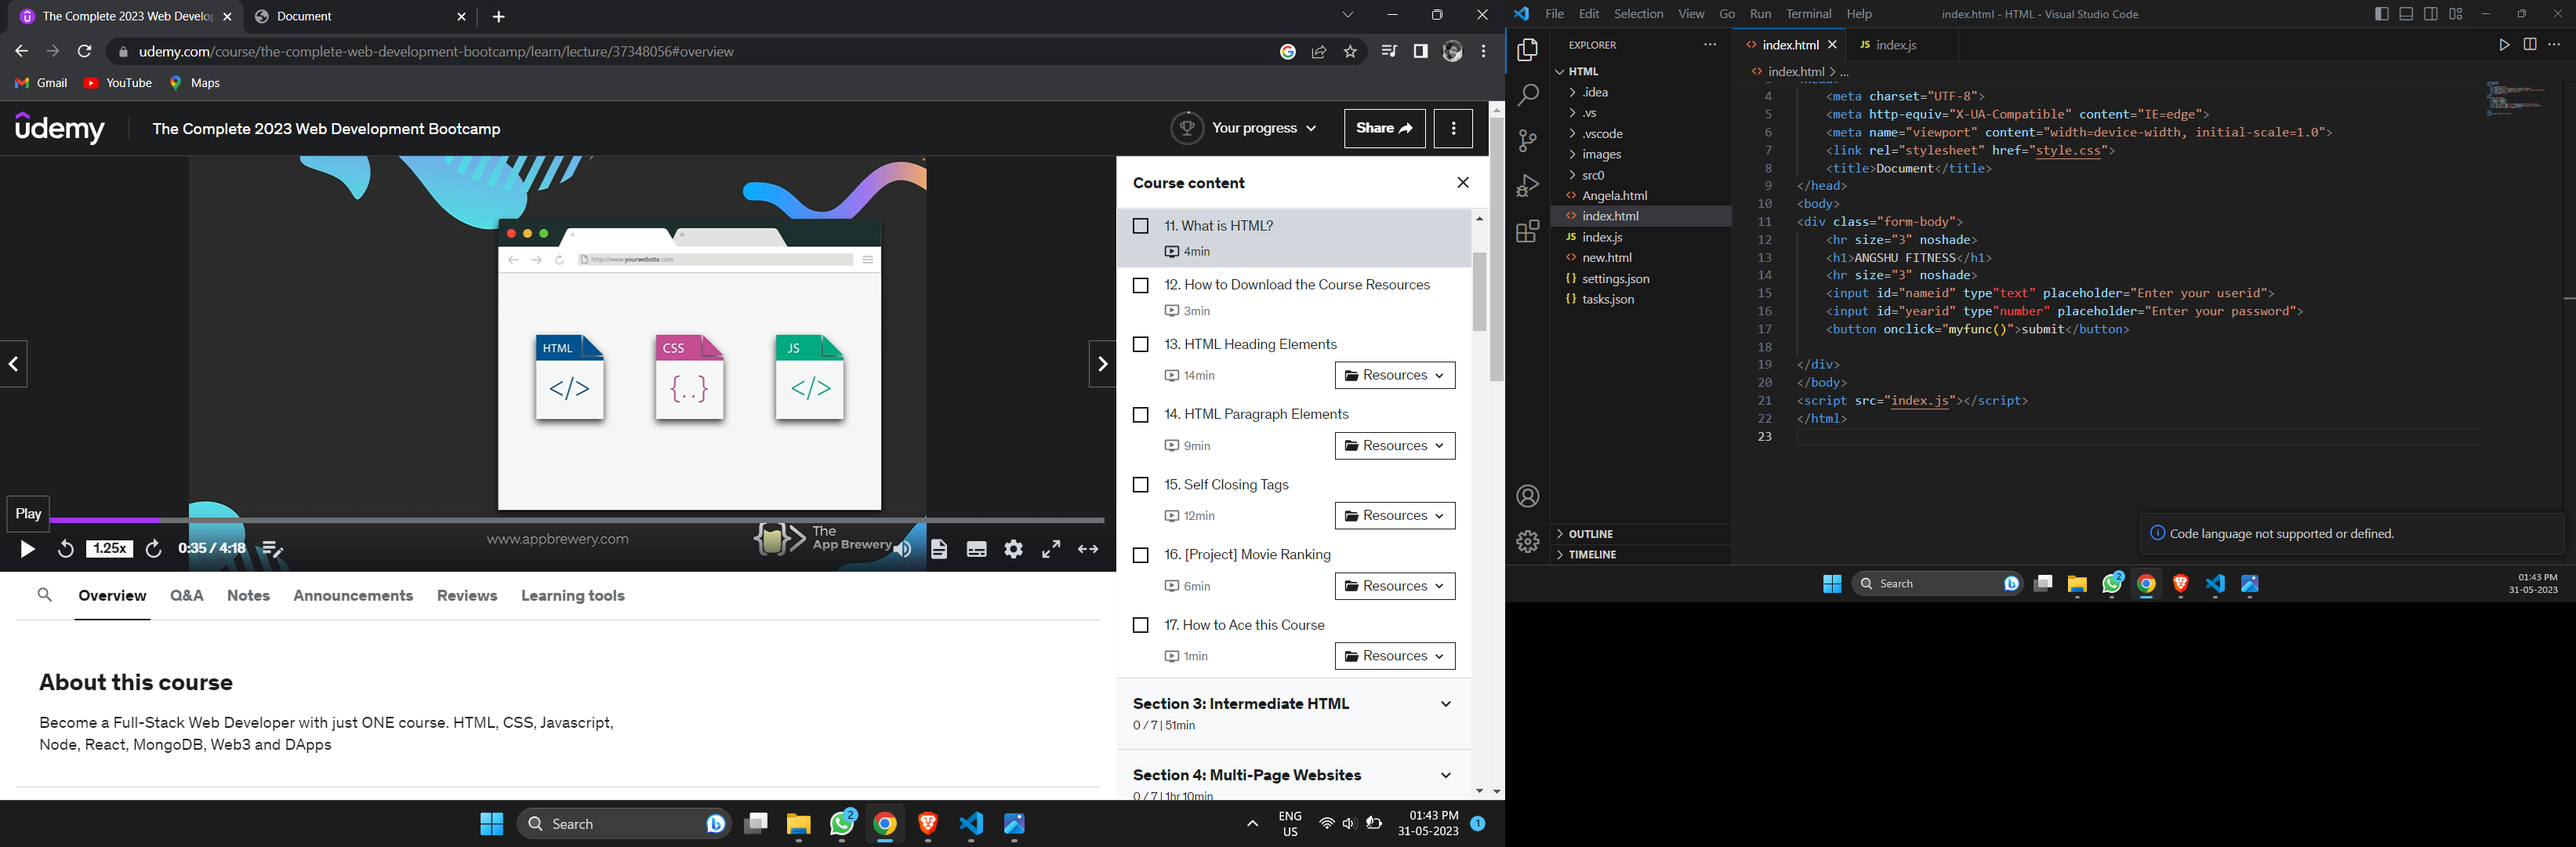 The Complete 2023 Web Develop
Document
udemy.com/course/the-complete-web-development-bootcamp/learn/lecture/37348056#overview
Gmail
YouTube
Maps
udemy
The Complete 2023 Web Development Bootcamp
Your progress
Share
http://www.yourwebsite.com
HTML
</>
CSS
{..}
JS
</>
Play
1.25x
0:35 / 4:18
www.appbrewery.com
The
App Brewery
Course content
11. What is HTML?
4min
12. How to Download the Course Resources
3min
13. HTML Heading Elements
14min
Resources
14. HTML Paragraph Elements
9min
Resources
15. Self Closing Tags
12min
Resources
16. [Project] Movie Ranking
6min
Resources
17. How to Ace this Course
1min
Resources
Section 3: Intermediate HTML
0 / 7 | 51min
Section 4: Multi-Page Websites
0 / 7 | 1hr 10min
Overview
Q&A
Notes
Announcements
Reviews
Learning tools
About this course
Become a Full-Stack Web Developer with just ONE course. HTML, CSS, Javascript,
Node, React, MongoDB, Web3 and DApps
Search
2
ENG
US
01:43 PM
31-05-2023
1
File Edit Selection View Go Run Terminal Help
index.html - HTML - Visual Studio Code
EXPLORER
HTML
.idea
.vs
.vscode
images
src0
<> Angela.html
<> index.html
JS index.js
<> new.html
{} settings.json
{} tasks.json
OUTLINE
TIMELINE
<> index.html
JS index.js
<> index.html > ...
4 <meta charset="UTF-8">
5 <meta http-equiv="X-UA-Compatible" content="IE=edge">
6 <meta name="viewport" content="width=device-width, initial-scale=1.0">
7 <link rel="stylesheet" href="style.css">
8 <title>Document</title>
9 </head>
10 <body>
11 <div class="form-body">
12 <hr size="3" noshade>
13 <h1>ANGSHU FITNESS</h1>
14 <hr size="3" noshade>
15 <input id="nameid" type"text" placeholder="Enter your userid">
16 <input id="yearid" type"number" placeholder="Enter your password">
17 <button onclick="myfunc()">submit</button>
18
19 </div>
20 </body>
21 <script src="index.js"></script>
22 </html>
23
Code language not supported or defined.
Search
2
01:43 PM
31-05-2023